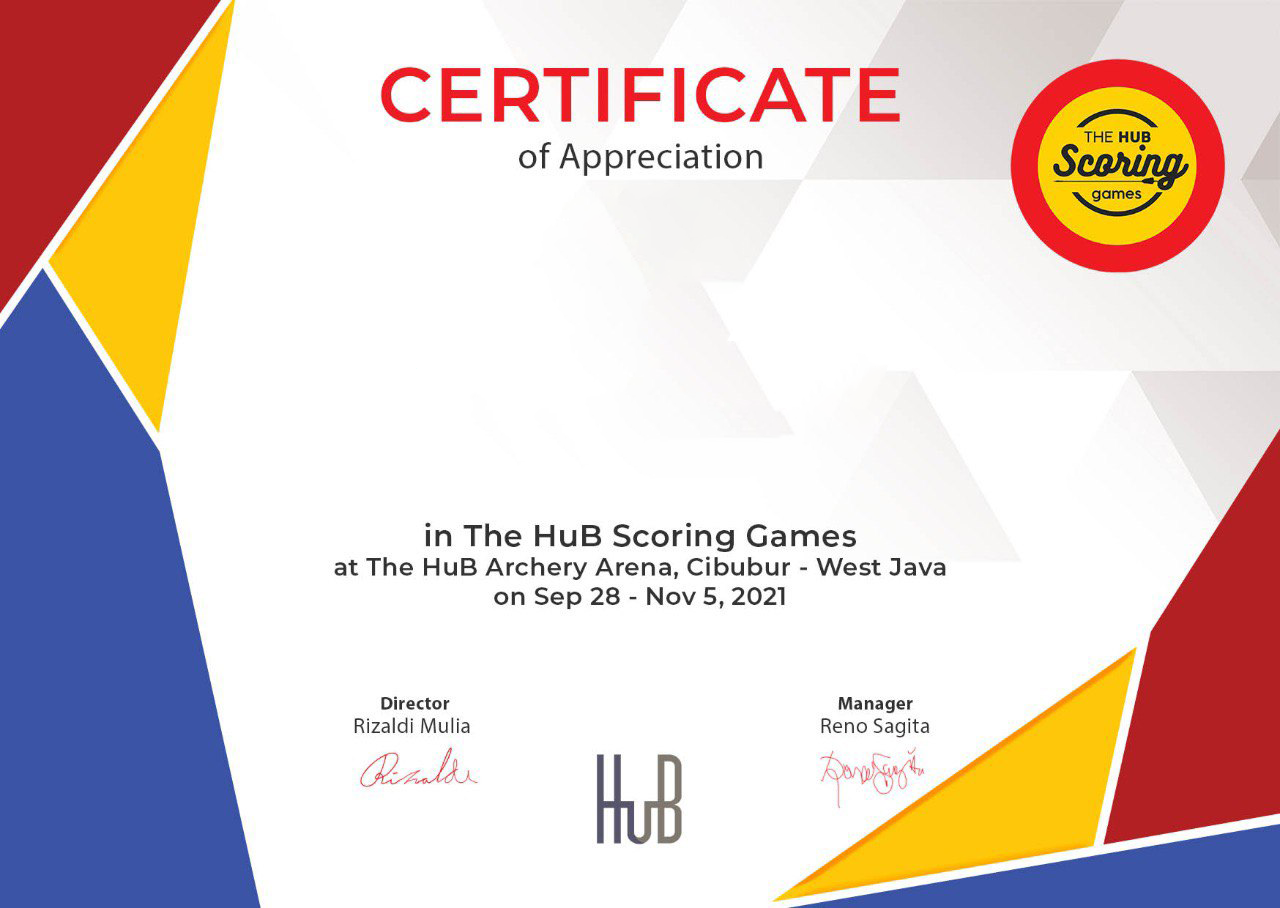 CERTIFICATE
of Appreciation
THE HUB
Scoring
games
in The HuB Scoring Games
at The HuB Archery Arena, Cibubur - West Java
on Sep 28 - Nov 5, 2021
Director
Rizaldi Mulia
Rizaldi
Manager
Reno Sagita
HuB